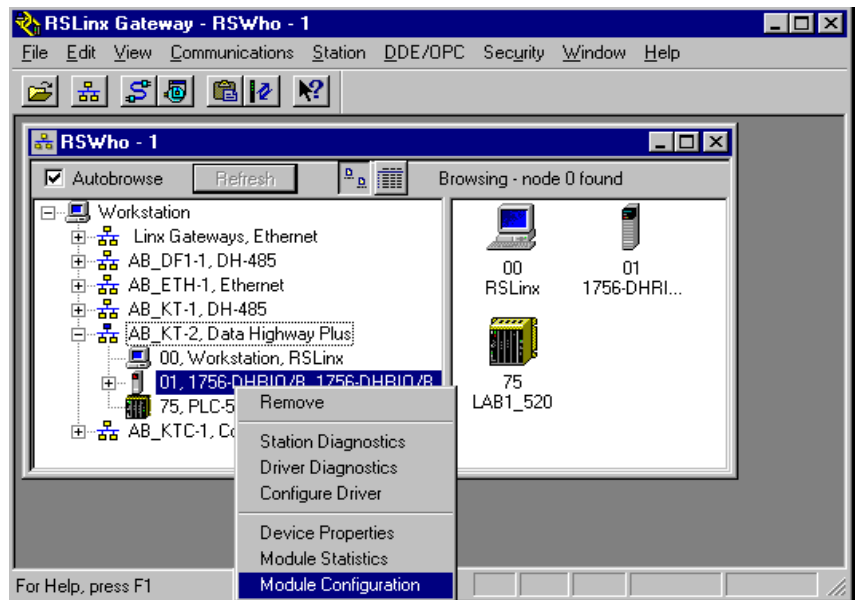 RSLinx Gateway - RSWho - 1
File Edit View Communications Station DDE/OPC Security Window Help
RSWho - 1
Autobrowse Refresh Browsing - node 0 found
Workstation
Linx Gateways, Ethernet
AB_DF1-1, DH-485
AB_ETH-1, Ethernet
AB_KT-1, DH-485
AB_KT-2, Data Highway Plus
00, Workstation, RSLinx
01, 1756-DHRIO/B, 1756-DHRIO/B
75, PLC-5
AB_KTC-1, Co
00
RSLinx
01
1756-DHRI...
75
LAB1_520
Remove
Station Diagnostics
Driver Diagnostics
Configure Driver
Device Properties
Module Statistics
Module Configuration
For Help, press F1